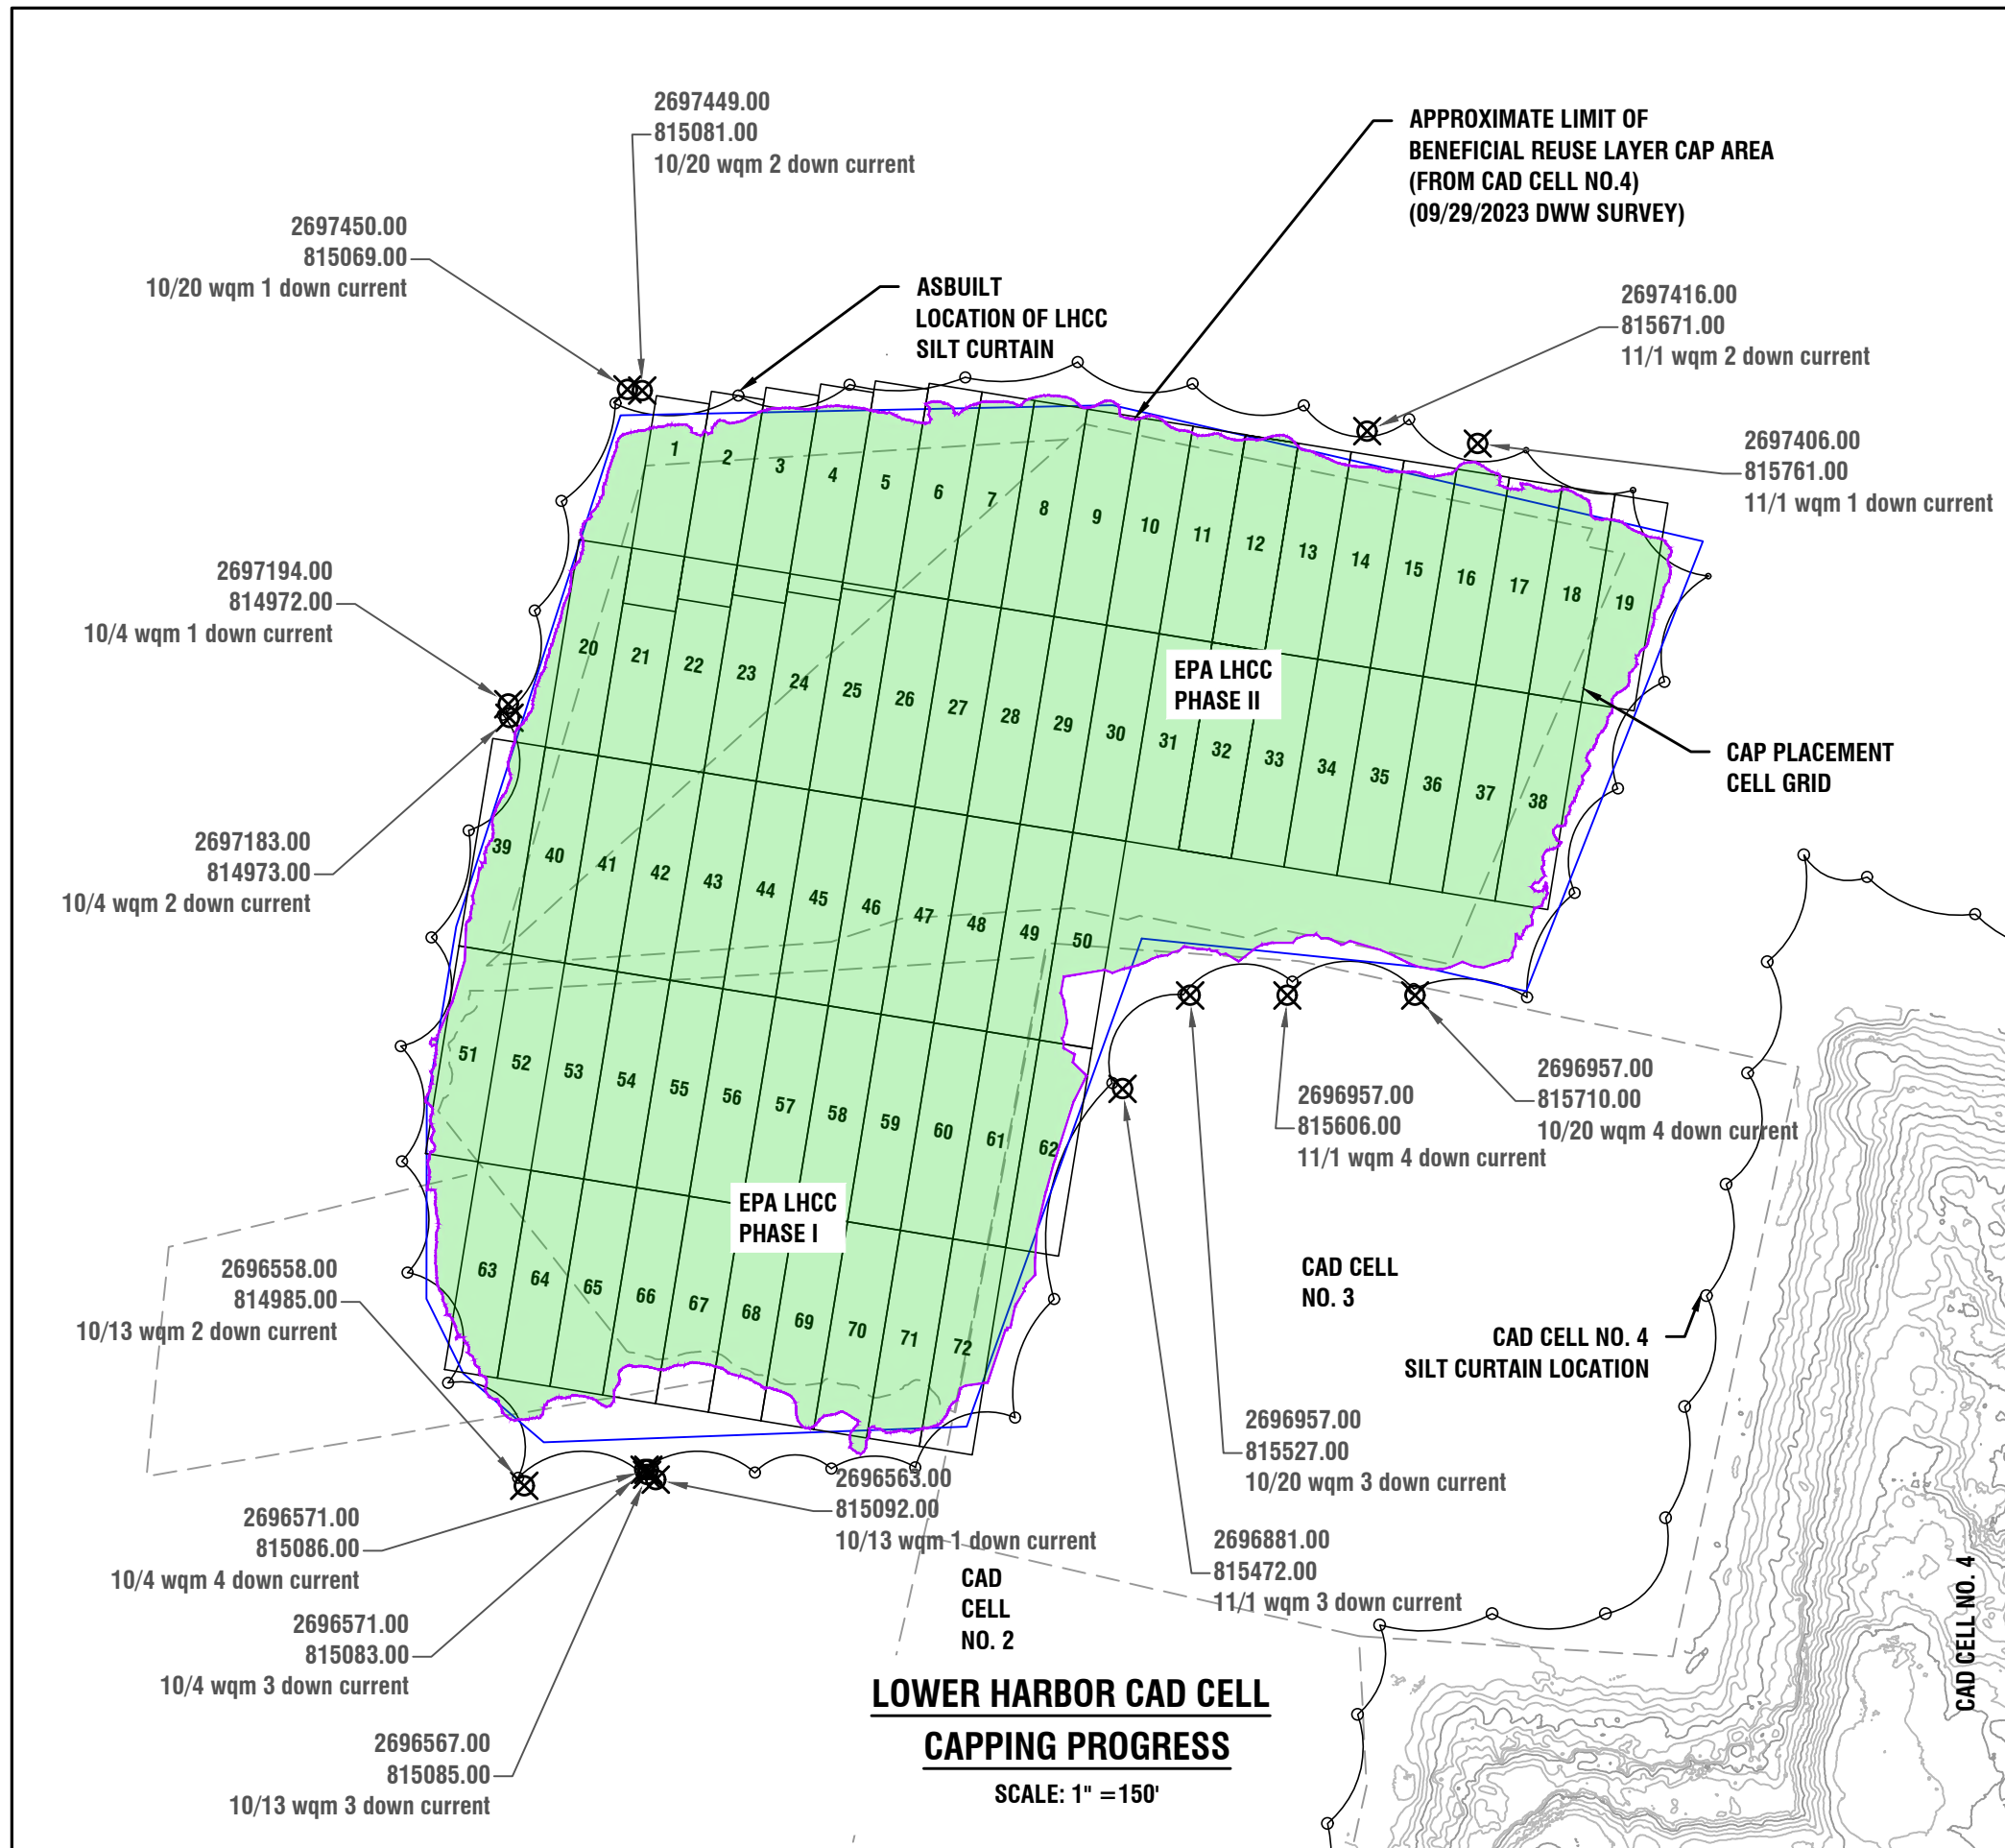 2697449.00
815081.00
10/20 wqm 2 down current
APPROXIMATE LIMIT OF
BENEFICIAL REUSE LAYER CAP AREA
(FROM CAD CELL NO.4)
(09/29/2023 DWW SURVEY)
2697450.00
815069.00
10/20 wqm 1 down current
ASBUILT
LOCATION OF LHCC
SILT CURTAIN
2697416.00
815671.00
11/1 wqm 2 down current
2697406.00
815761.00
11/1 wqm 1 down current
1 2 3 4 5 6 7 8 9 10 11 12 13 14 15 16 17 18 19
2697194.00
814972.00
10/4 wqm 1 down current
20 21 22 23 24 25 26 27 28 29 30 31 32 33 34 35 36 37 38
EPA LHCC
PHASE II
CAP PLACEMENT
CELL GRID
2697183.00
814973.00
10/4 wqm 2 down current
39 40 41 42 43 44 45 46 47 48 49 50
51 52 53 54 55 56 57 58 59 60 61 62
2696957.00
815710.00
10/20 wqm 4 down current
2696957.00
815606.00
11/1 wqm 4 down current
EPA LHCC
PHASE I
63 64 65 66 67 68 69 70 71 72
2696558.00
814985.00
10/13 wqm 2 down current
CAD CELL
NO. 3
CAD CELL NO. 4
SILT CURTAIN LOCATION
2696957.00
815527.00
10/20 wqm 3 down current
2696563.00
815092.00
10/13 wqm 1 down current
2696571.00
815086.00
10/4 wqm 4 down current
2696881.00
815472.00
11/1 wqm 3 down current
CAD
CELL
NO. 2
2696571.00
815083.00
10/4 wqm 3 down current
CAD CELL NO. 4
2696567.00
815085.00
10/13 wqm 3 down current
LOWER HARBOR CAD CELL
CAPPING PROGRESS
SCALE: 1" =150'